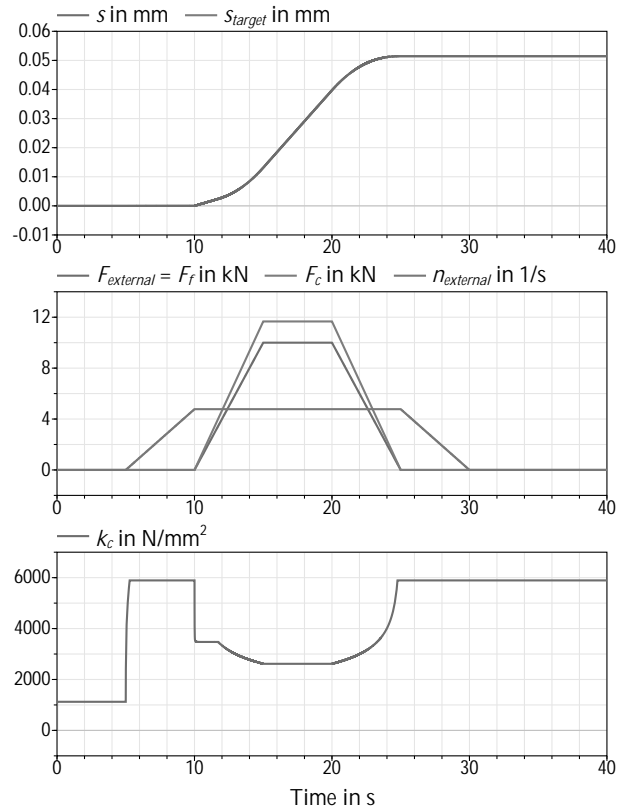 s in mm s_target in mm
0.06
0.05
0.04
0.03
0.02
0.01
0.00
-0.01
0 10 20 30 40
F_external = F_f in kN F_c in kN n_external in 1/s
12
8
4
0
0 10 20 30 40
k_c in N/mm²
6000
4000
2000
0
0 10 20 30 40
Time in s